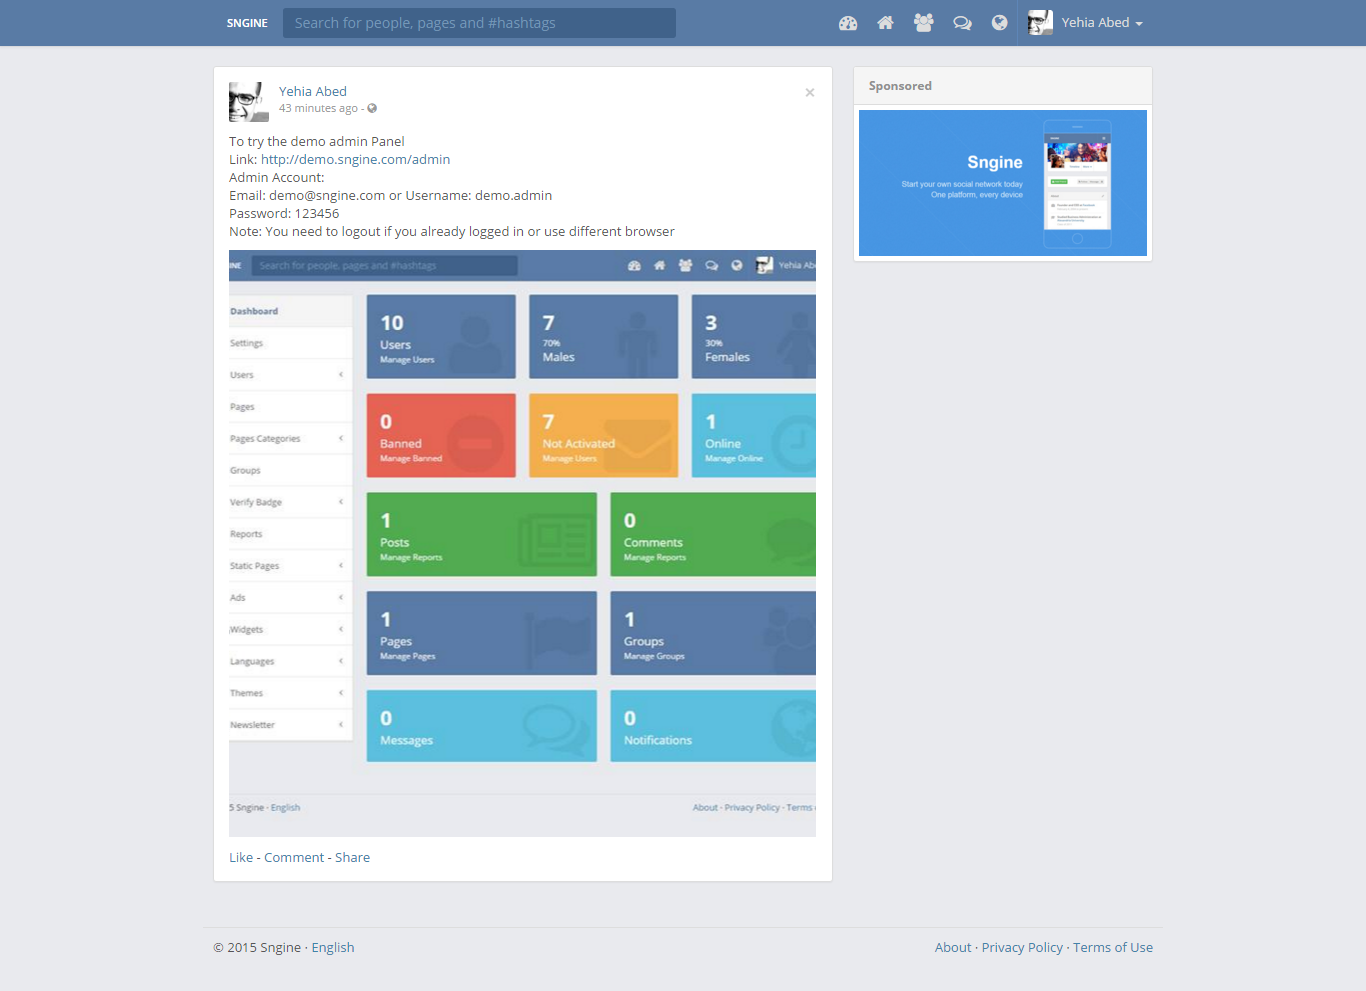 SNGINE
Search for people, pages and #hashtags
Yehia Abed
Yehia Abed
43 minutes ago -
×
To try the demo admin Panel
Link: http://demo.sngine.com/admin
Admin Account:
Email: demo@sngine.com or Username: demo.admin
Password: 123456
Note: You need to logout if you already logged in or use different browser
INE
Search for people, pages and #hashtags
Yehia Ab
Dashboard
Settings
Users
Pages
Pages Categories
Groups
Verify Badge
Reports
Static Pages
Ads
Widgets
Languages
Themes
Newsletter
10
Users
Manage Users
7
70%
Males
3
30%
Females
0
Banned
Manage Banned
7
Not Activated
Manage Users
1
Online
Manage Online
1
Posts
Manage Reports
0
Comments
Manage Reports
1
Pages
Manage Pages
1
Groups
Manage Groups
0
Messages
0
Notifications
5 Sngine · English
About · Privacy Policy · Terms
Like - Comment - Share
Sponsored
Sngine
Start your own social network today
One platform, every device
© 2015 Sngine · English
About · Privacy Policy · Terms of Use